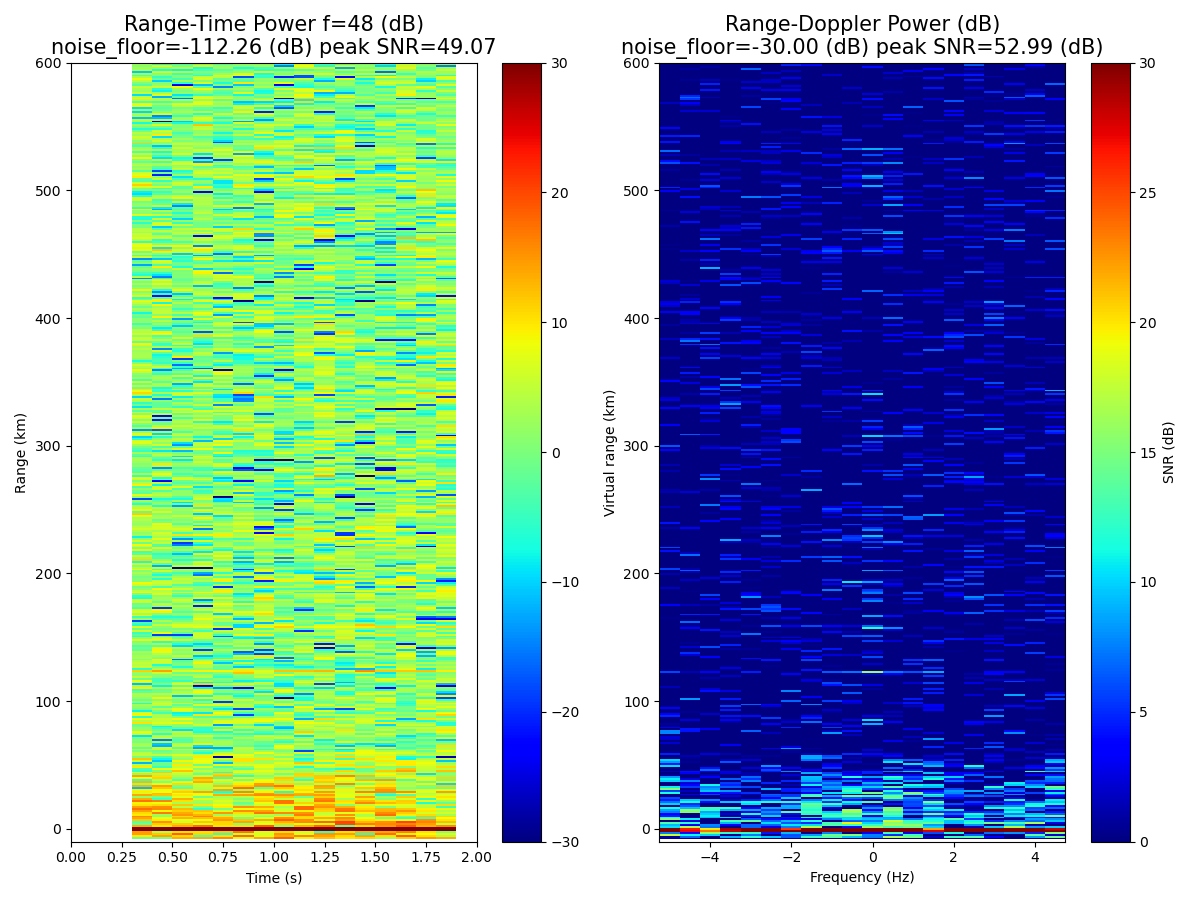 Range-Time Power f=48 (dB)
noise_floor=-112.26 (dB) peak SNR=49.07
Range-Doppler Power (dB)
noise_floor=-30.00 (dB) peak SNR=52.99 (dB)
600
500
400
300
200
100
0
Range (km)
0.00 0.25 0.50 0.75 1.00 1.25 1.50 1.75 2.00
Time (s)
30
20
10
0
−10
−20
−30
600
500
400
300
200
100
0
Virtual range (km)
−4 −2 0 2 4
Frequency (Hz)
30
25
20
15
10
5
0
SNR (dB)